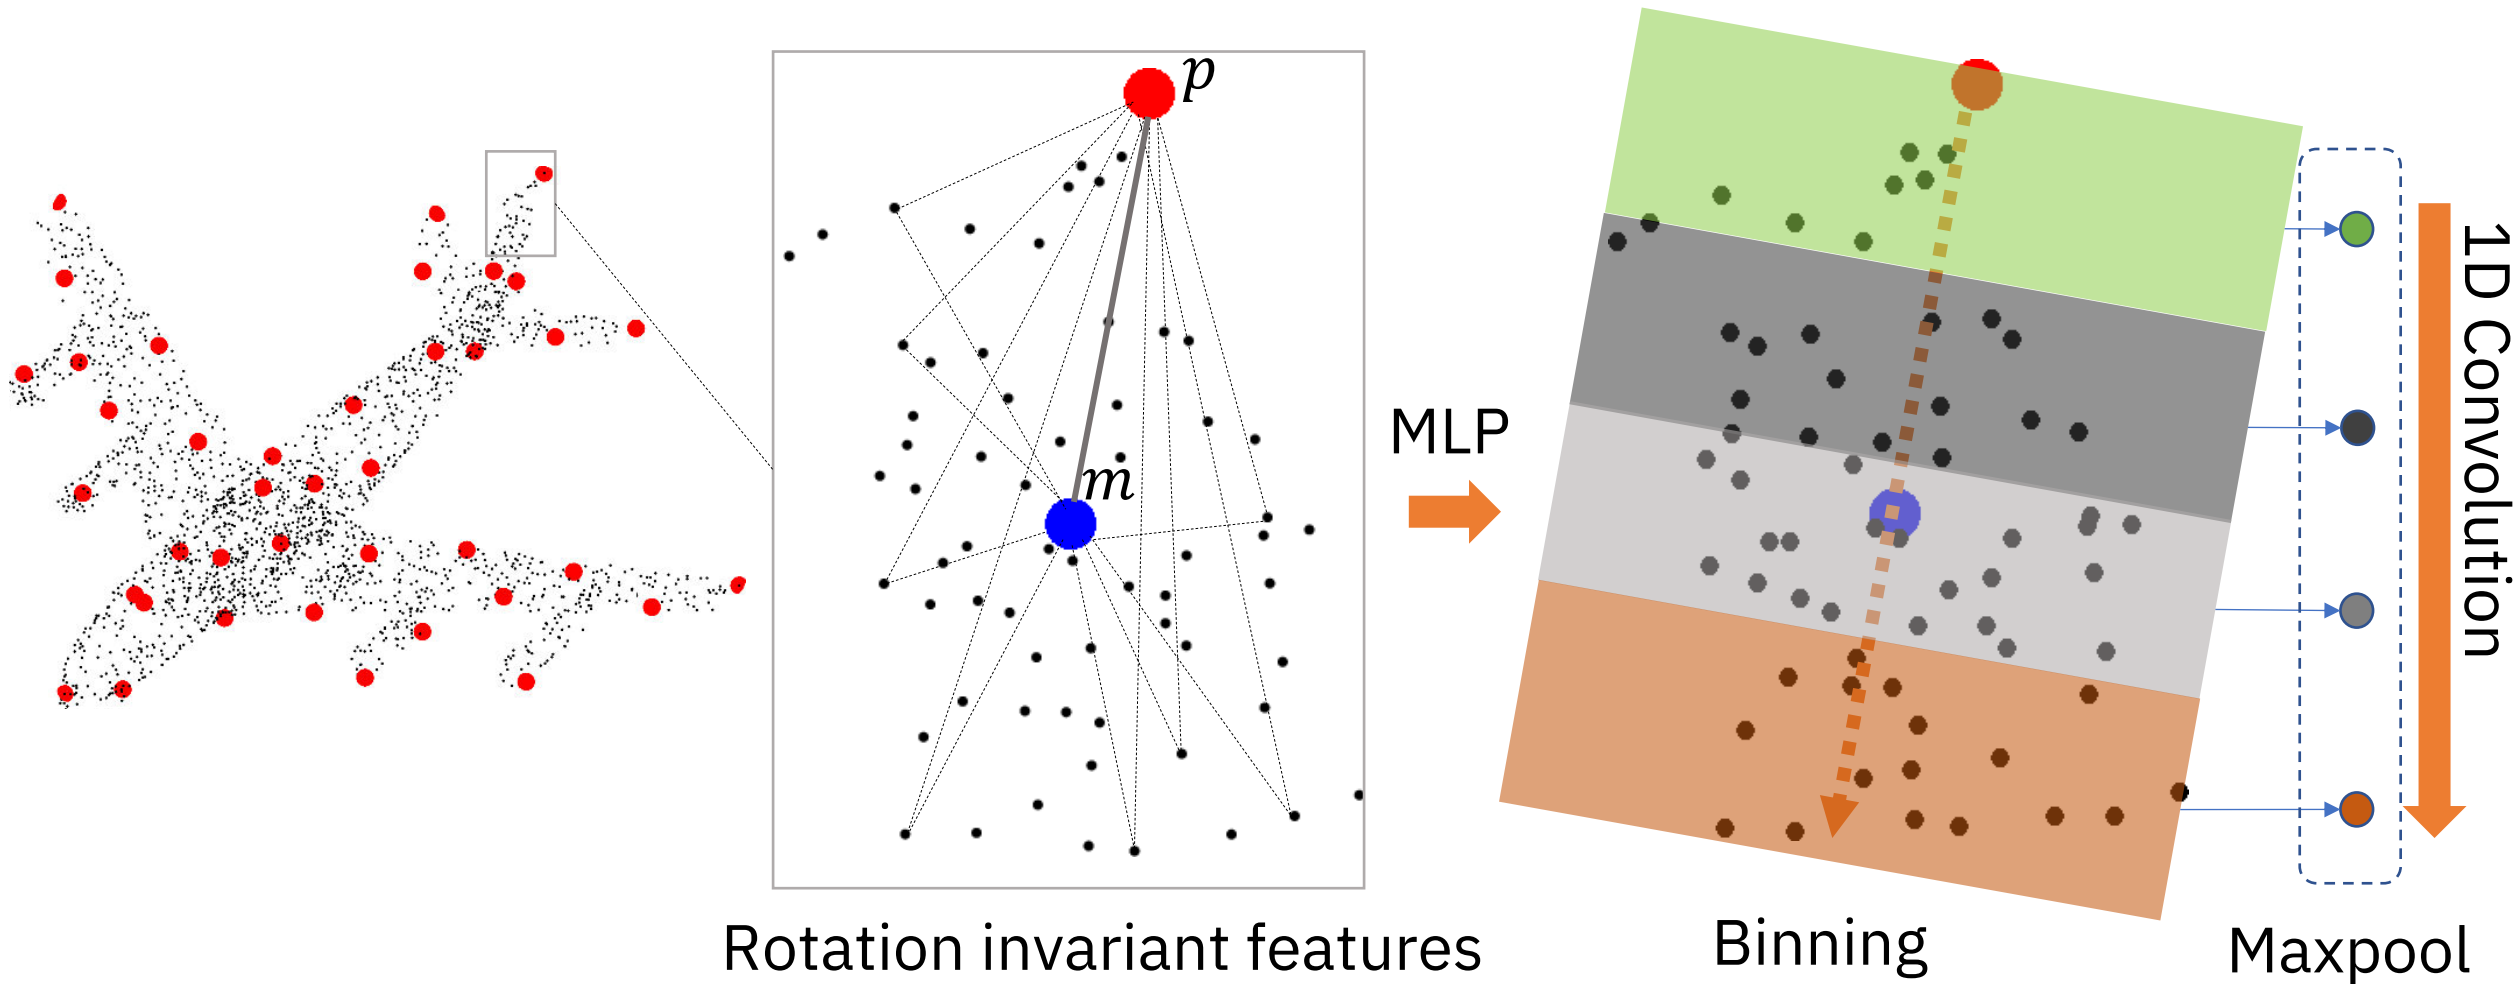 p
m
MLP
1D Convolution
Rotation invariant features
Binning
Maxpool